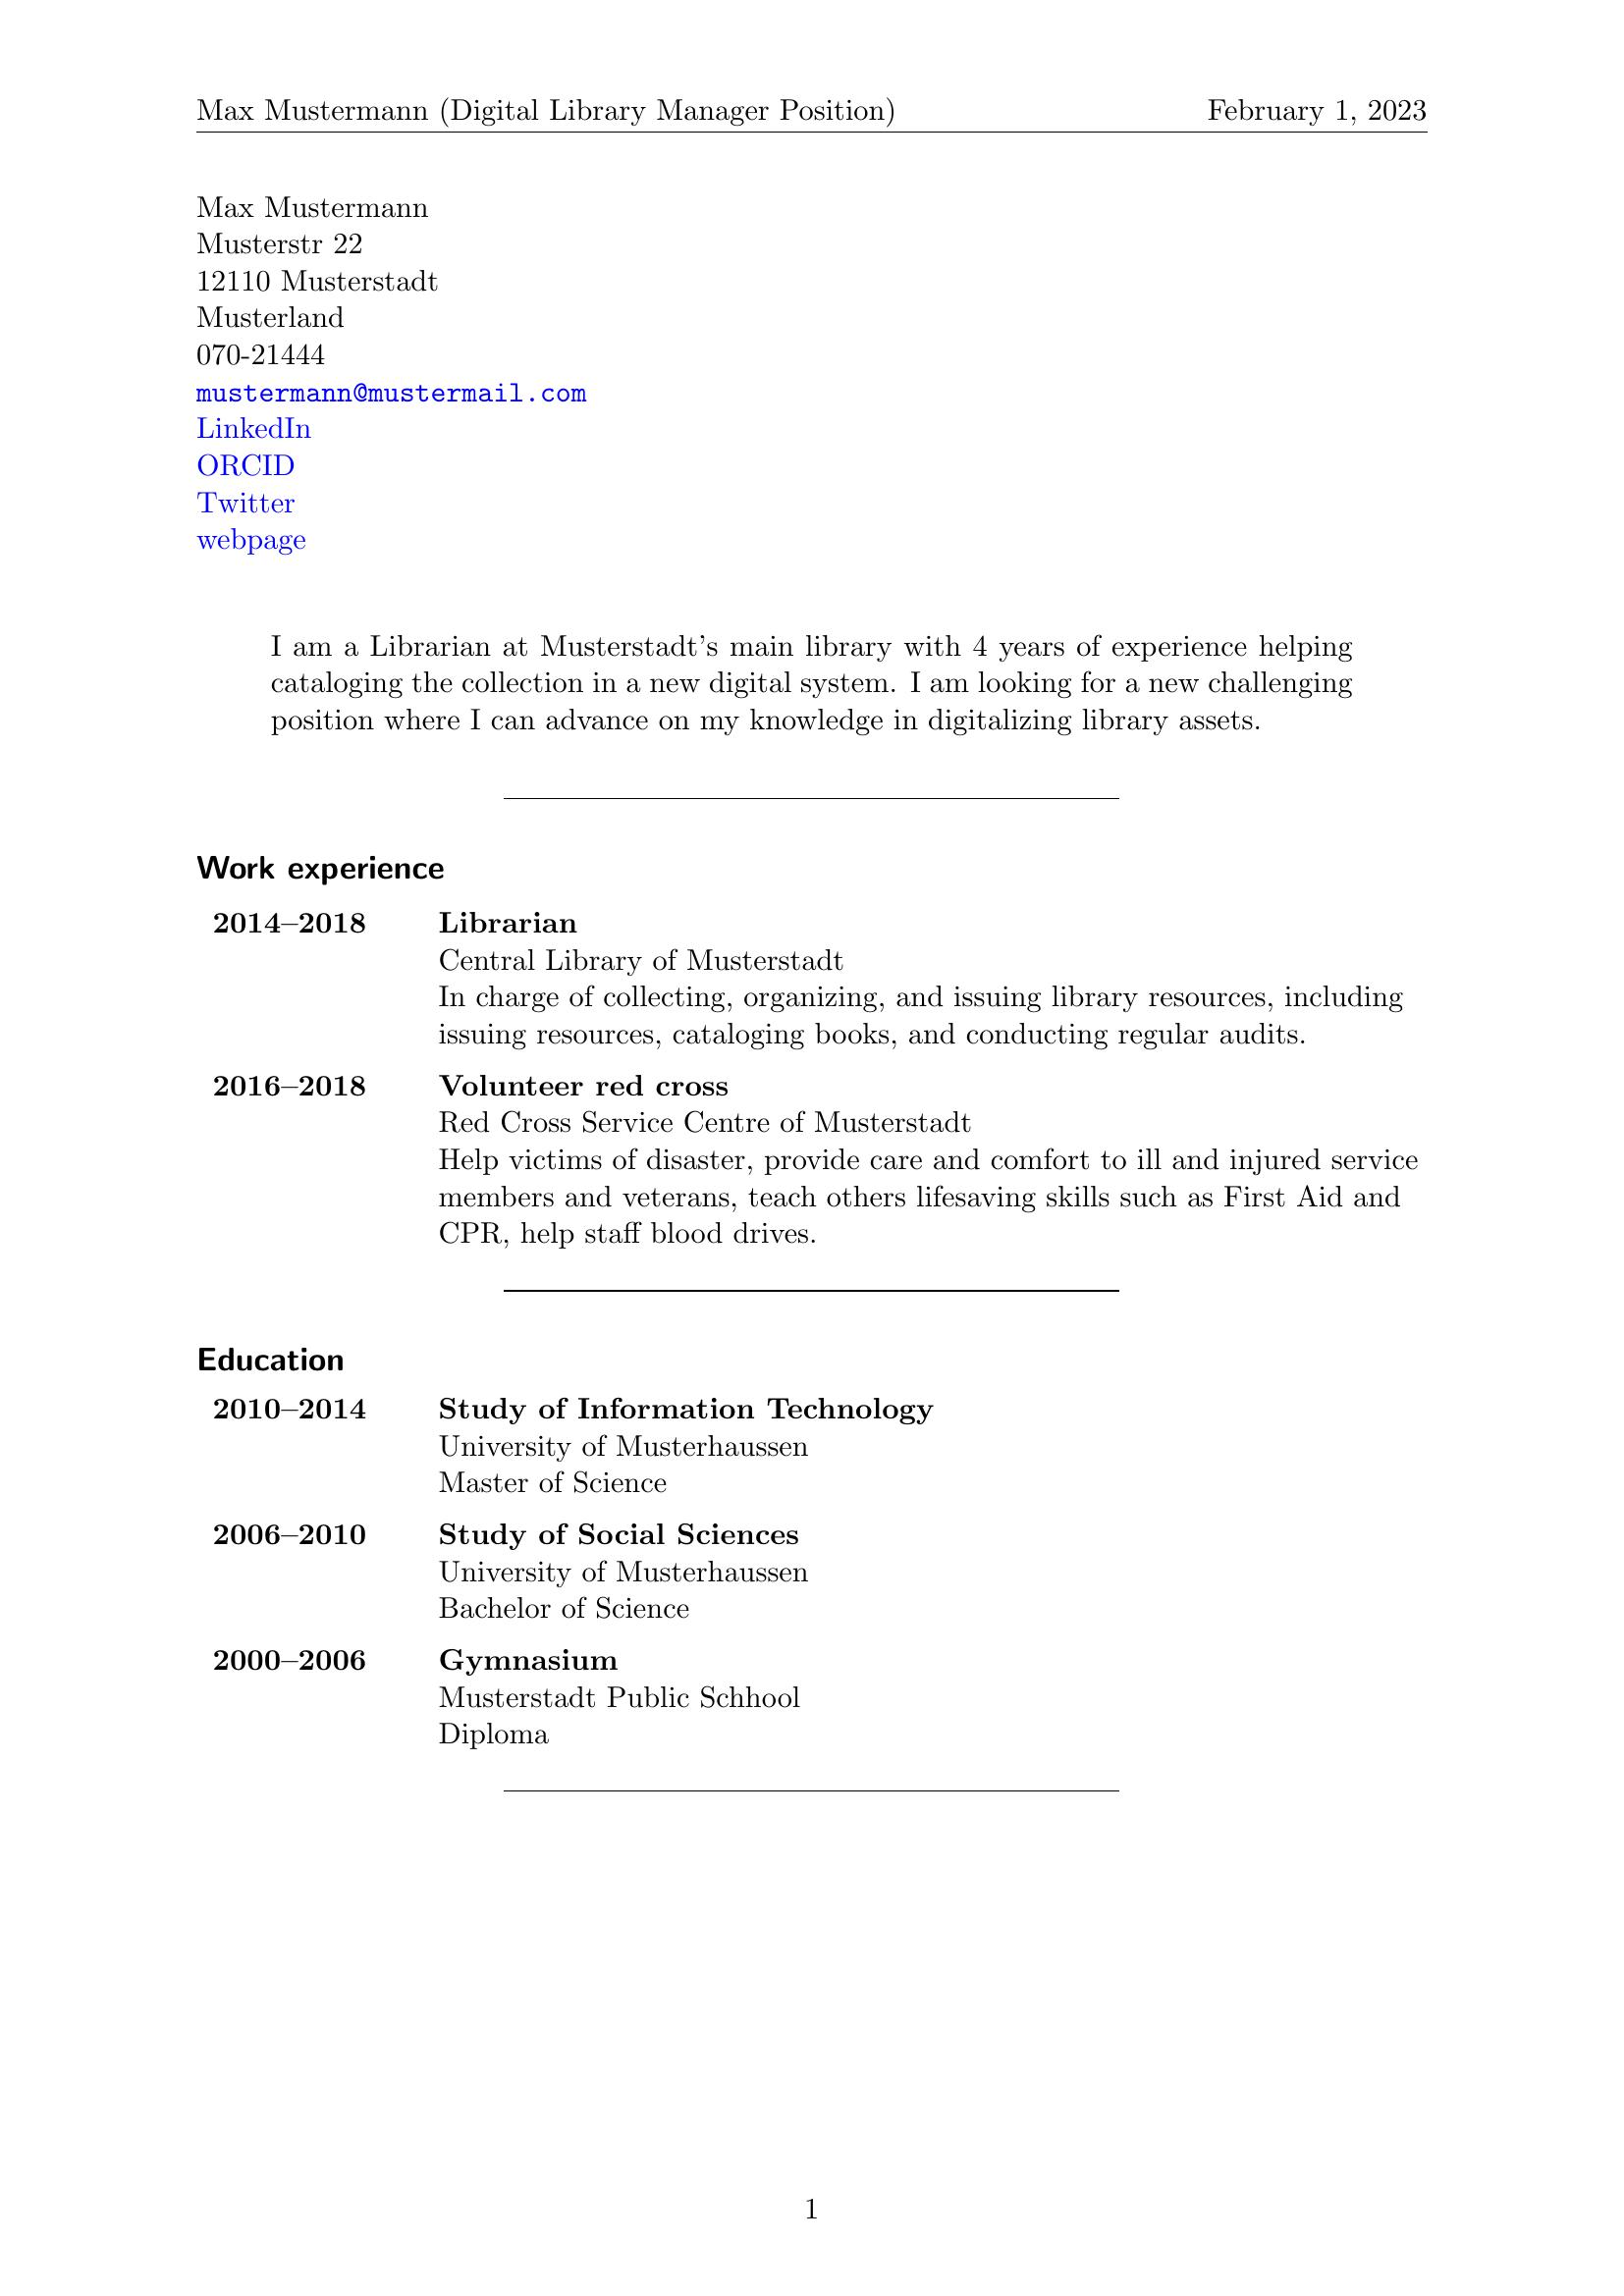 Max Mustermann (Digital Library Manager Position) February 1, 2023
Max Mustermann
Musterstr 22
12110 Musterstadt
Musterland
070-21444
mustermann@mustermail.com
LinkedIn
ORCID
Twitter
webpage
I am a Librarian at Musterstadt's main library with 4 years of experience helping
cataloging the collection in a new digital system. I am looking for a new challenging
position where I can advance on my knowledge in digitalizing library assets.
Work experience
2014–2018 Librarian
Central Library of Musterstadt
In charge of collecting, organizing, and issuing library resources, including
issuing resources, cataloging books, and conducting regular audits.
2016–2018 Volunteer red cross
Red Cross Service Centre of Musterstadt
Help victims of disaster, provide care and comfort to ill and injured service
members and veterans, teach others lifesaving skills such as First Aid and
CPR, help staff blood drives.
Education
2010–2014 Study of Information Technology
University of Musterhaussen
Master of Science
2006–2010 Study of Social Sciences
University of Musterhaussen
Bachelor of Science
2000–2006 Gymnasium
Musterstadt Public Schhool
Diploma
1